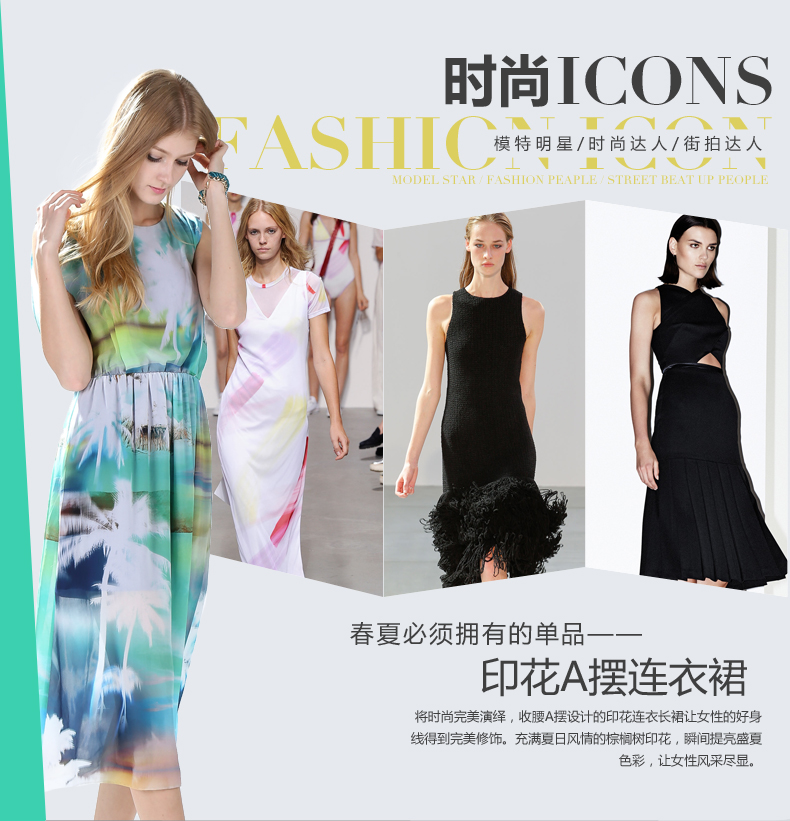 时尚ICONS
FASHION ICON
模特明星/时尚达人/街拍达人
MODEL STAR / FASHION PEAPLE / STREET BEAT UP PEOPLE
春夏必须拥有的单品——
印花A摆连衣裙
将时尚完美演绎，收腰A摆设计的印花连衣长裙让女性的好身
线得到完美修饰。充满夏日风情的棕榈树印花，瞬间提亮盛夏
色彩，让女性风采尽显。